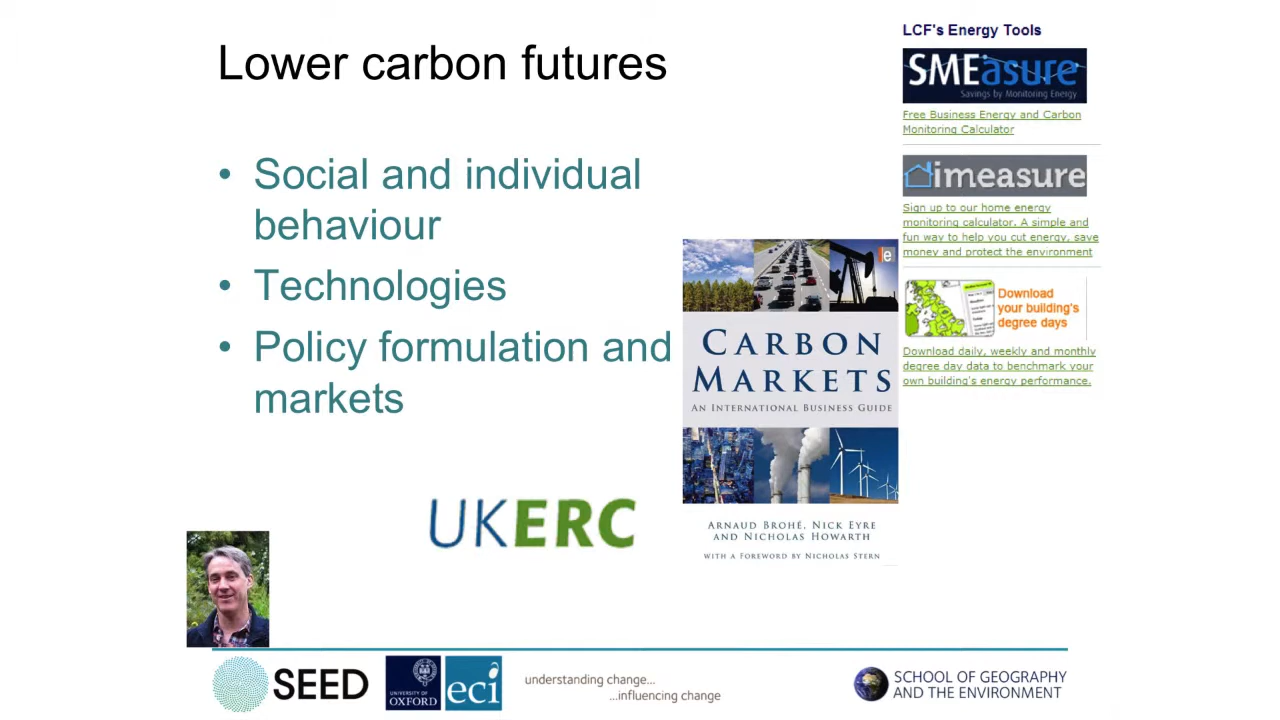 Lower carbon futures
• Social and individual
behaviour
• Technologies
• Policy formulation and
markets
UKERC
LCF's Energy Tools
SMEasure
Savings by Monitoring Energy
Free Business Energy and Carbon
Monitoring Calculator
imeasure
Sign up to our home energy
monitoring calculator. A simple and
fun way to help you cut energy, save
money and protect the environment
Download
your building's
degree days
Download daily, weekly and monthly
degree day data to benchmark your
own building's energy performance.
CARBON
MARKETS
AN INTERNATIONAL BUSINESS GUIDE
ARNAUD BROHÉ, NICK EYRE
AND NICHOLAS HOWARTH
WITH A FOREWORD BY NICHOLAS STERN
SEED
UNIVERSITY OF
OXFORD
eci
understanding change...
...influencing change
SCHOOL OF GEOGRAPHY
AND THE ENVIRONMENT